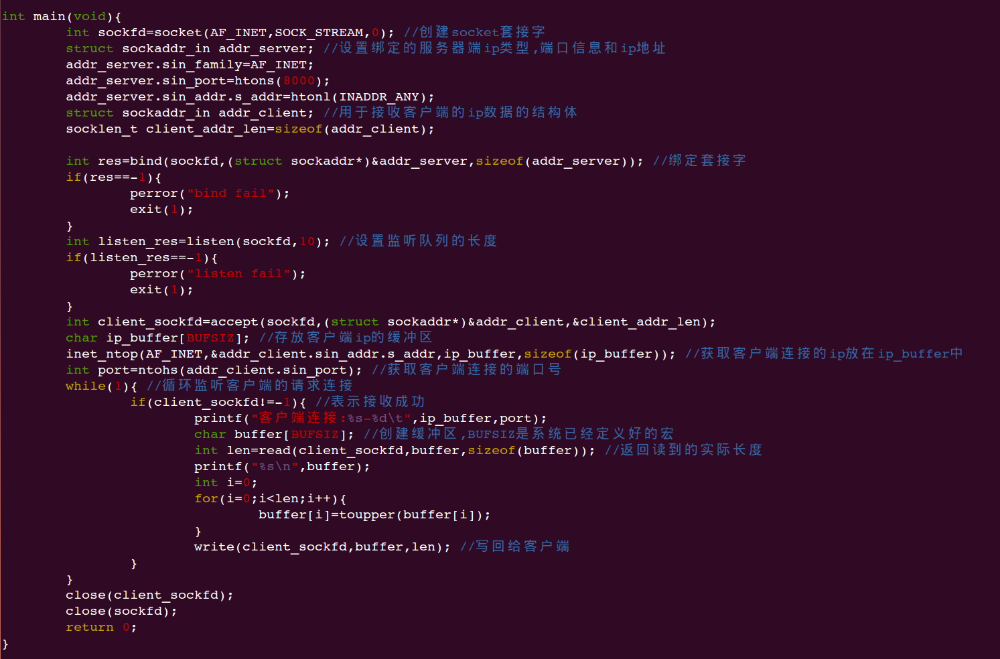 int main(void){
int sockfd=socket(AF_INET,SOCK_STREAM,0); //创建socket套接字
struct sockaddr_in addr_server; //设置绑定的服务器端ip类型,端口信息和ip地址
addr_server.sin_family=AF_INET;
addr_server.sin_port=htons(8000);
addr_server.sin_addr.s_addr=htonl(INADDR_ANY);
struct sockaddr_in addr_client; //用于接收客户端的ip数据的结构体
socklen_t client_addr_len=sizeof(addr_client);
int res=bind(sockfd,(struct sockaddr*)&addr_server,sizeof(addr_server)); //绑定套接字
if(res==-1){
perror("bind fail");
exit(1);
}
int listen_res=listen(sockfd,10); //设置监听队列的长度
if(listen_res==-1){
perror("listen fail");
exit(1);
}
int client_sockfd=accept(sockfd,(struct sockaddr*)&addr_client,&client_addr_len);
char ip_buffer[BUFSIZ]; //存放客户端ip的缓冲区
inet_ntop(AF_INET,&addr_client.sin_addr.s_addr,ip_buffer,sizeof(ip_buffer)); //获取客户端连接的ip放在ip_buffer中
int port=ntohs(addr_client.sin_port); //获取客户端连接的端口号
while(1){ //循环监听客户端的请求连接
if(client_sockfd!=-1){ //表示接收成功
printf("客户端连接:%s-%d\t",ip_buffer,port);
char buffer[BUFSIZ]; //创建缓冲区,BUFSIZ是系统已经定义好的宏
int len=read(client_sockfd,buffer,sizeof(buffer)); //返回读到的实际长度
printf("%s\n",buffer);
int i=0;
for(i=0;i<len;i++){
buffer[i]=toupper(buffer[i]);
}
write(client_sockfd,buffer,len); //写回给客户端
}
}
close(client_sockfd);
close(sockfd);
return 0;
}